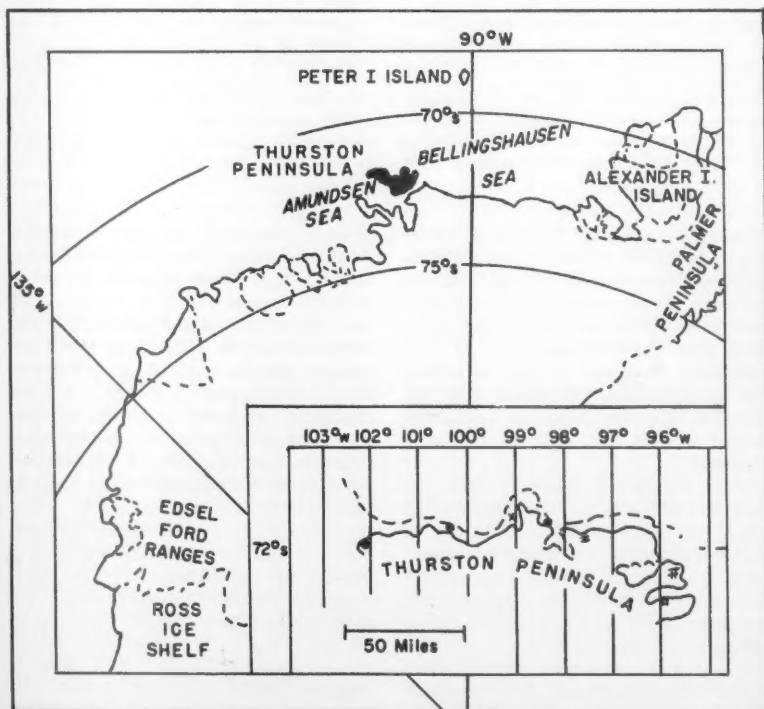 90°W
PETER I ISLAND
70°s
THURSTON
PENINSULA
BELLINGSHAUSEN
SEA
AMUNDSEN
SEA
ALEXANDER I.
ISLAND
PALMER
PENINSULA
75°s
135°W
103°W 102° 101° 100° 99° 98° 97° 96°W
EDSEL
FORD
RANGES
72°s
THURSTON PENINSULA
ROSS
ICE
SHELF
50 Miles